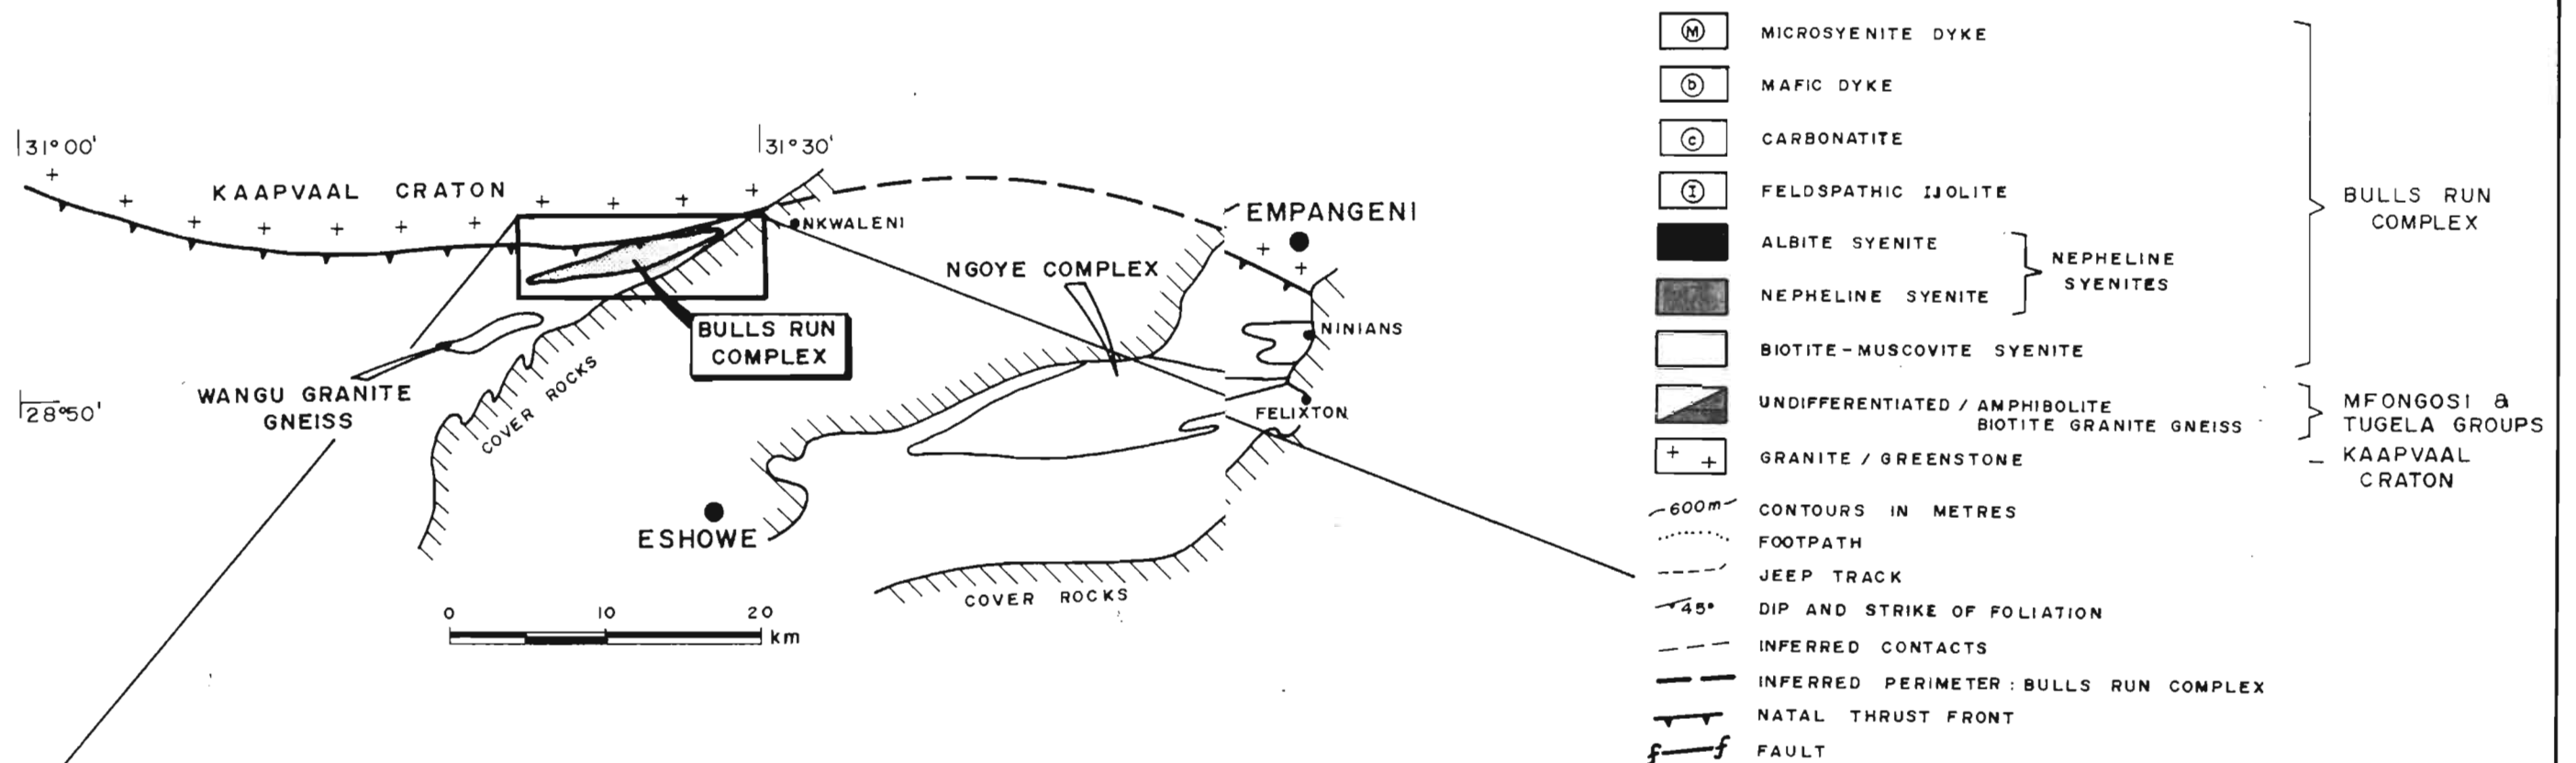 31°00'
31°30'
KAAPVAAL CRATON
NKWALENI
EMPANGENI
NGOYE COMPLEX
BULLS RUN
COMPLEX
NINIANS
WANGU GRANITE
GNEISS
28°50'
COVER ROCKS
FELIXTON
ESHOWE
COVER ROCKS
0 10 20
km
M MICROSYENITE DYKE
b MAFIC DYKE
c CARBONATITE
I FELDSPATHIC IJOLITE
ALBITE SYENITE
NEPHELINE SYENITE
NEPHELINE
SYENITES
BIOTITE-MUSCOVITE SYENITE
BULLS RUN
COMPLEX
UNDIFFERENTIATED / AMPHIBOLITE
BIOTITE GRANITE GNEISS
MFONGOSI &
TUGELA GROUPS
GRANITE / GREENSTONE
KAAPVAAL
CRATON
600m CONTOURS IN METRES
FOOTPATH
JEEP TRACK
45° DIP AND STRIKE OF FOLIATION
INFERRED CONTACTS
INFERRED PERIMETER : BULLS RUN COMPLEX
NATAL THRUST FRONT
f f FAULT